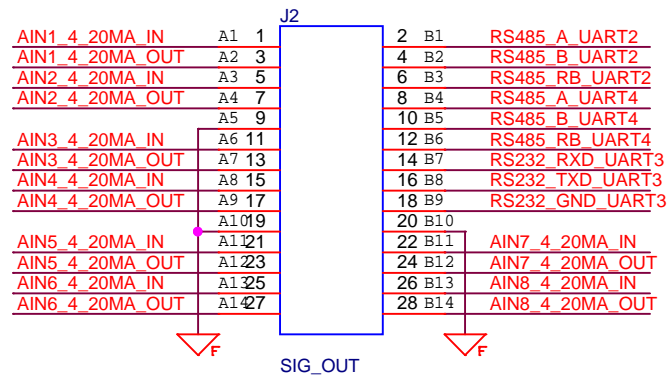 J2
AIN1_4_20MA_IN A1 1 2 B1 RS485_A_UART2
AIN1_4_20MA_OUT A2 3 4 B2 RS485_B_UART2
AIN2_4_20MA_IN A3 5 6 B3 RS485_RB_UART2
AIN2_4_20MA_OUT A4 7 8 B4 RS485_A_UART4
A5 9 10 B5 RS485_B_UART4
AIN3_4_20MA_IN A6 11 12 B6 RS485_RB_UART4
AIN3_4_20MA_OUT A7 13 14 B7 RS232_RXD_UART3
AIN4_4_20MA_IN A8 15 16 B8 RS232_TXD_UART3
AIN4_4_20MA_OUT A9 17 18 B9 RS232_GND_UART3
A10 19 20 B10
AIN5_4_20MA_IN A11 21 22 B11 AIN7_4_20MA_IN
AIN5_4_20MA_OUT A12 23 24 B12 AIN7_4_20MA_OUT
AIN6_4_20MA_IN A13 25 26 B13 AIN8_4_20MA_IN
AIN6_4_20MA_OUT A14 27 28 B14 AIN8_4_20MA_OUT
F F
SIG_OUT